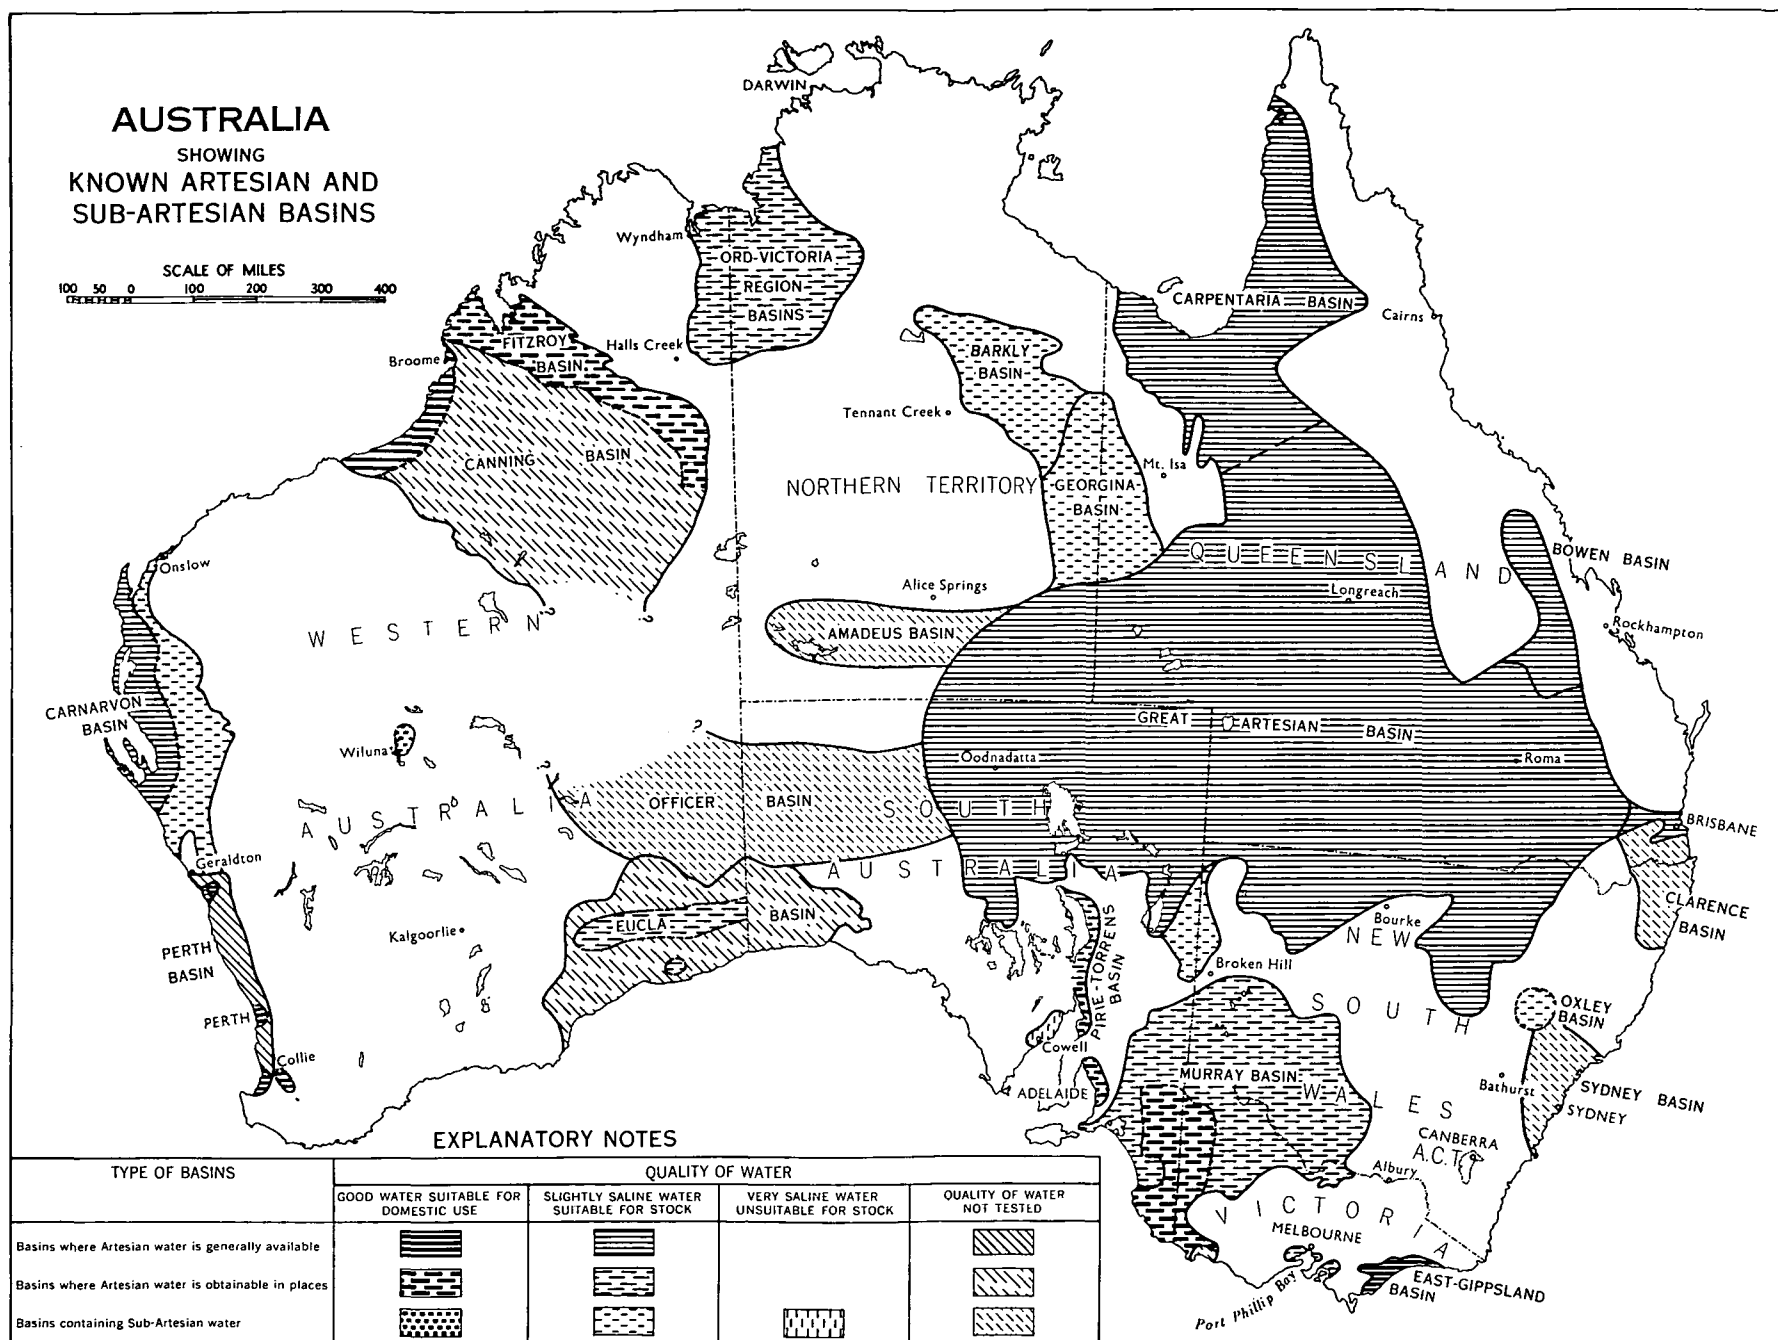 AUSTRALIA
SHOWING
KNOWN ARTESIAN AND
SUB-ARTESIAN BASINS
SCALE OF MILES
100 50 0 100 200 300 400
DARWIN
Wyndham
ORD-VICTORIA
REGION
BASINS
CARPENTARIA BASIN
Cairns
FITZROY
BASIN
Halls Creek
Broome
BARKLY
BASIN
Tennant Creek
CANNING BASIN
Mt. Isa
NORTHERN TERRITORY
GEORGINA
BASIN
QUEENSLAND
BOWEN BASIN
Onslow
Alice Springs
Longreach
WESTERN
AUSTRALIA
AMADEUS BASIN
Rockhampton
CARNARVON
BASIN
GREAT ARTESIAN BASIN
Wiluna
Oodnadatta
Roma
OFFICER BASIN
SOUTH
AUSTRALIA
BRISBANE
Geraldton
CLARENCE
BASIN
EUCLA BASIN
Kalgoorlie
Bourke
NEW
SOUTH
WALES
PERTH
BASIN
PIRIE-TORRENS
BASIN
Broken Hill
OXLEY
BASIN
PERTH
Cowell
Collie
MURRAY BASIN
ADELAIDE
Bathurst
SYDNEY BASIN
SYDNEY
CANBERRA
A.C.T.
Albury
VICTORIA
MELBOURNE
Port Phillip Bay
EAST-GIPPSLAND
BASIN
EXPLANATORY NOTES
TYPE OF BASINS
QUALITY OF WATER
GOOD WATER SUITABLE FOR
DOMESTIC USE
SLIGHTLY SALINE WATER
SUITABLE FOR STOCK
VERY SALINE WATER
UNSUITABLE FOR STOCK
QUALITY OF WATER
NOT TESTED
Basins where Artesian water is generally available
Basins where Artesian water is obtainable in places
Basins containing Sub-Artesian water